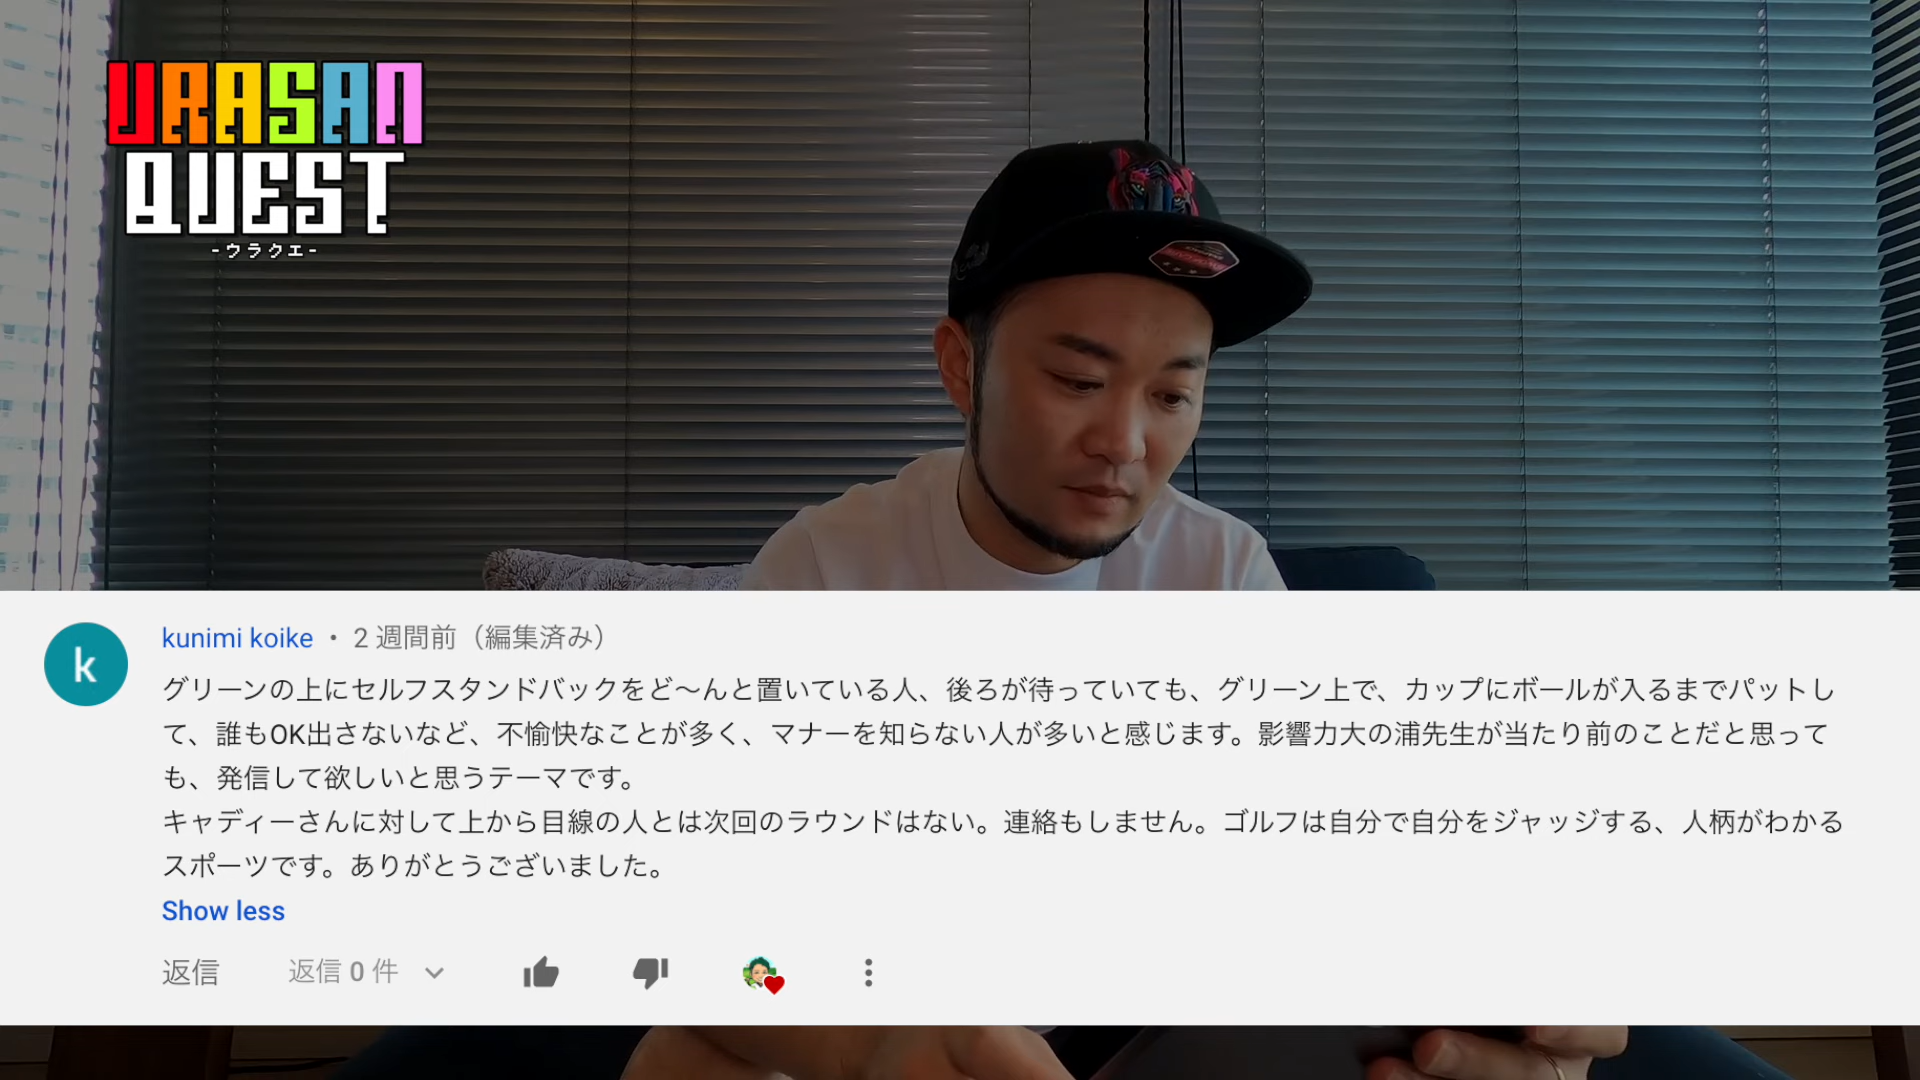 URASAN
QUEST
-ウラクエ-
k
kunimi koike • 2 週間前（編集済み）
グリーンの上にセルフスタンドバックをど〜んと置いている人、後ろが待っていても、グリーン上で、カップにボールが入るまでパットし
て、誰もOK出さないなど、不愉快なことが多く、マナーを知らない人が多いと感じます。影響力大の浦先生が当たり前のことだと思って
も、発信して欲しいと思うテーマです。
キャディーさんに対して上から目線の人とは次回のラウンドはない。連絡もしません。ゴルフは自分で自分をジャッジする、人柄がわかる
スポーツです。ありがとうございました。
Show less
返信 返信 0 件